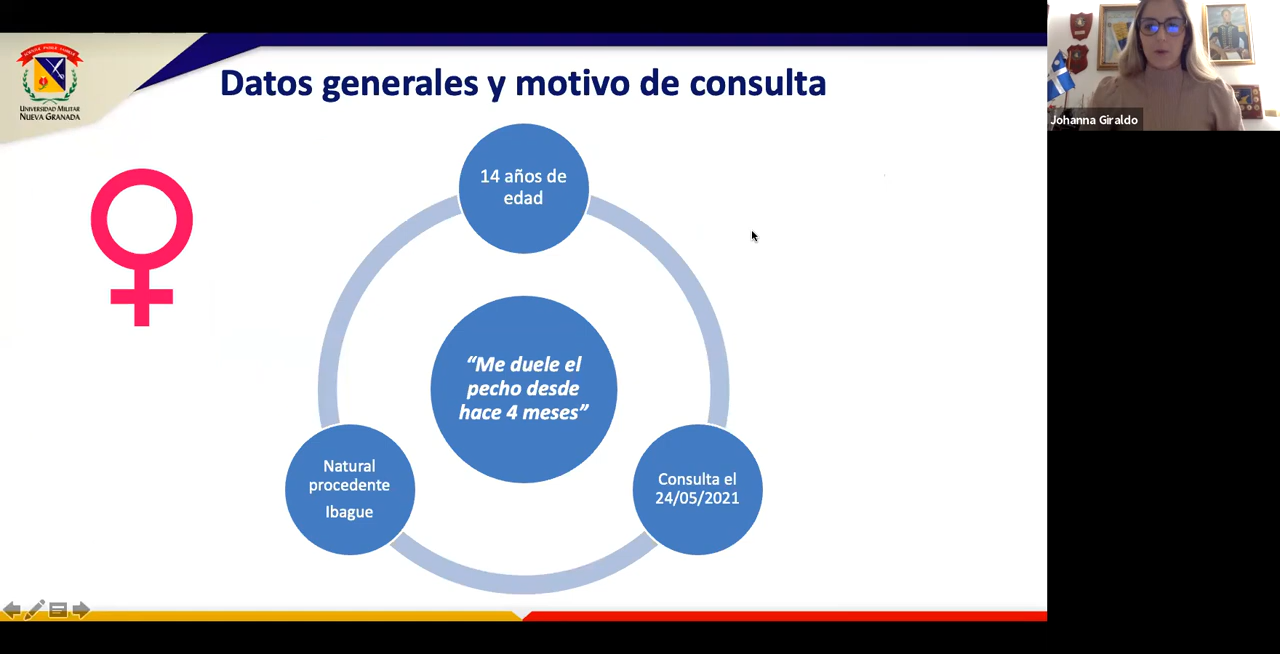 UNIVERSIDAD MILITAR
NUEVA GRANADA
Datos generales y motivo de consulta
Johanna Giraldo
14 años de
edad
“Me duele el
pecho desde
hace 4 meses”
Natural
procedente
Ibague
Consulta el
24/05/2021